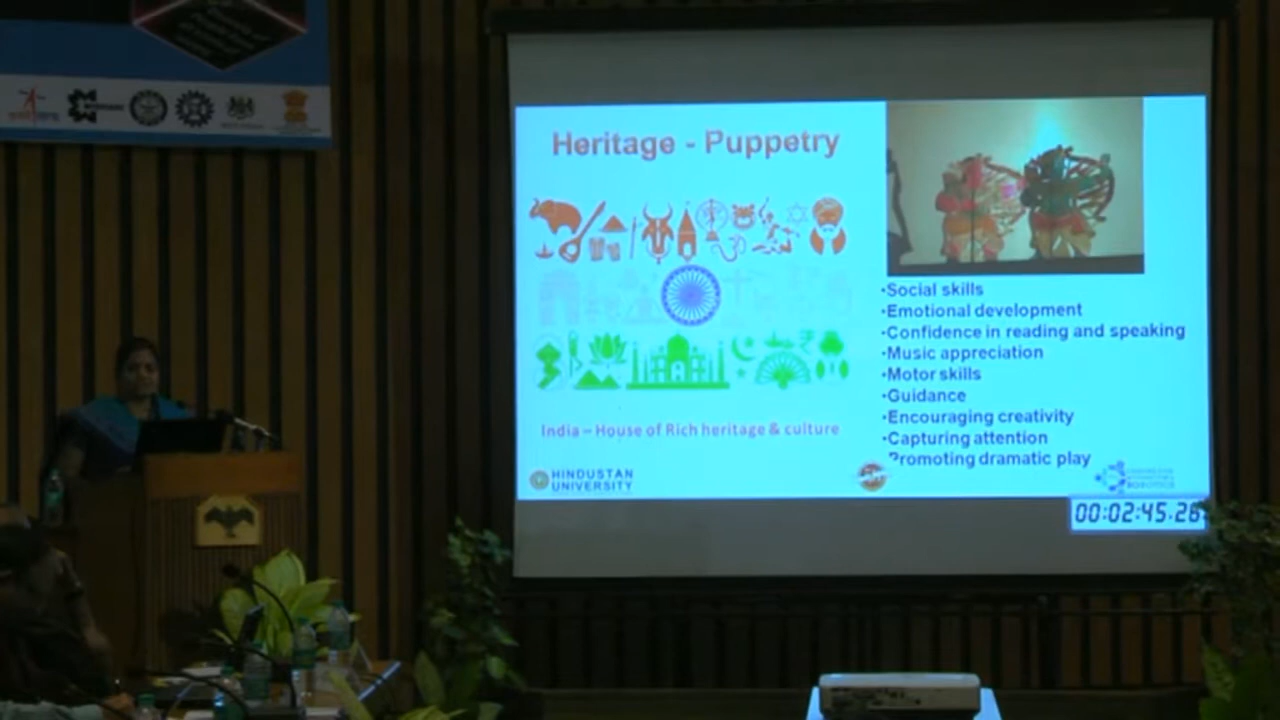 Heritage - Puppetry
•Social skills
•Emotional development
•Confidence in reading and speaking
•Music appreciation
•Motor skills
•Guidance
•Encouraging creativity
•Capturing attention
Promoting dramatic play
India – House of Rich heritage & culture
HINDUSTAN
UNIVERSITY
00:02:45.28